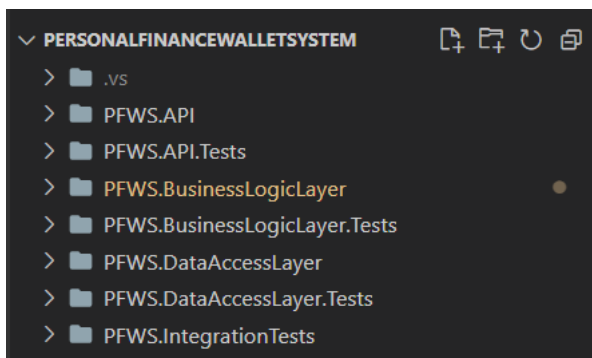 PERSONALFINANCEWALLETSYSTEM
.vs
PFWS.API
PFWS.API.Tests
PFWS.BusinessLogicLayer
PFWS.BusinessLogicLayer.Tests
PFWS.DataAccessLayer
PFWS.DataAccessLayer.Tests
PFWS.IntegrationTests